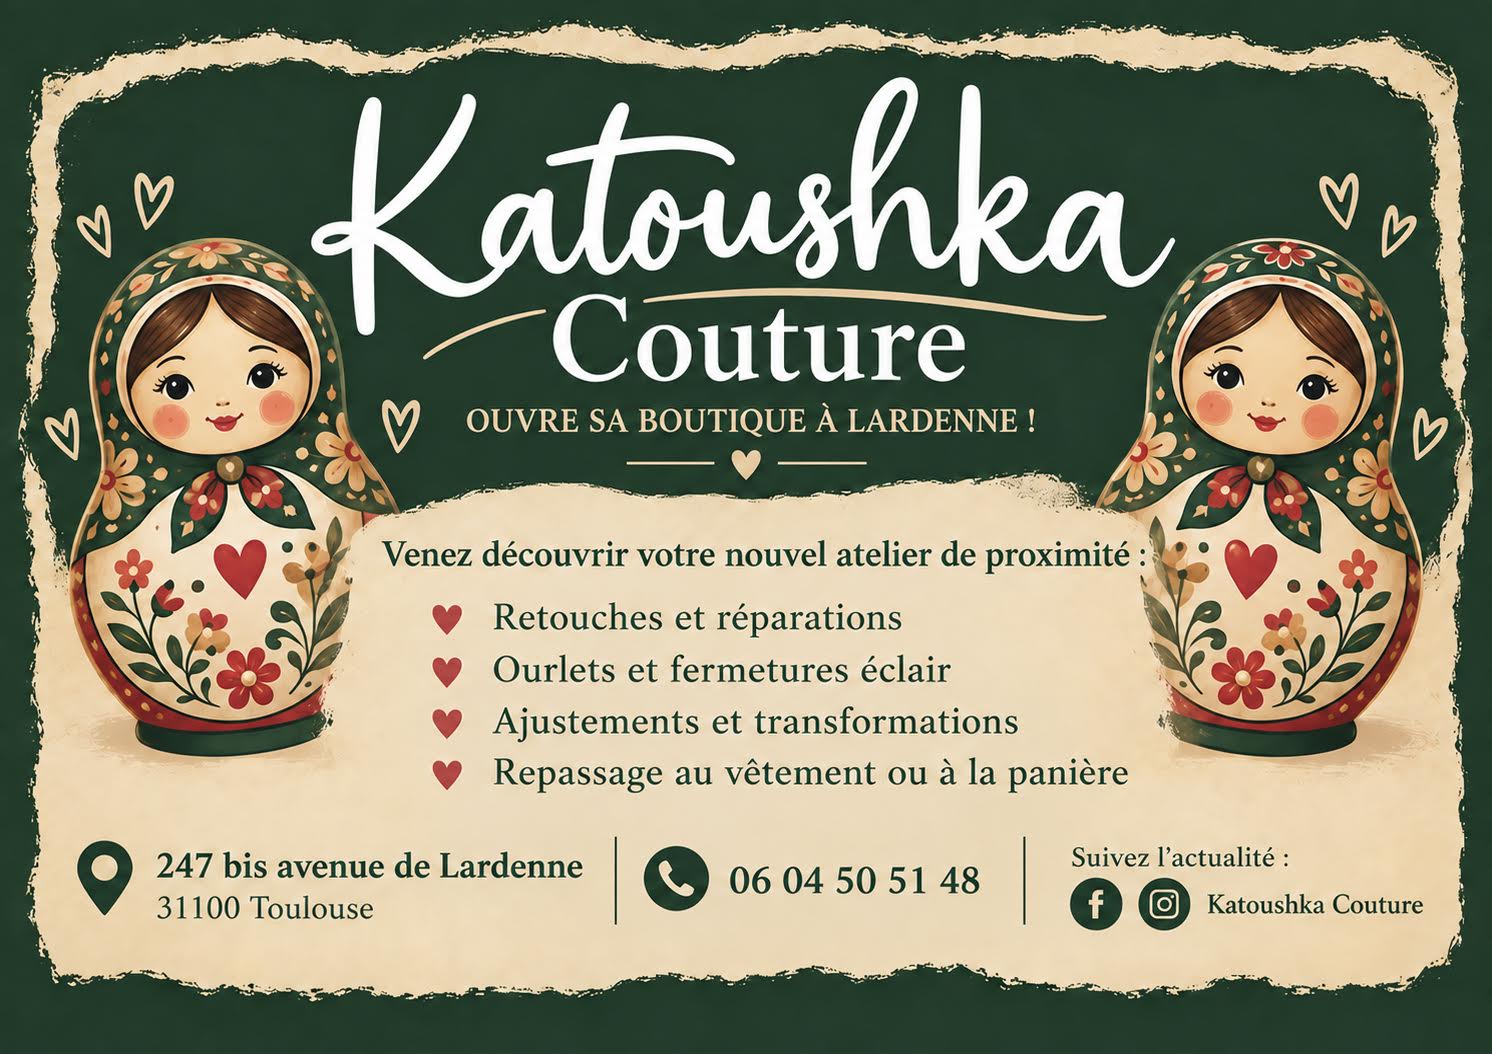 Katoushka
Couture
OUVRE SA BOUTIQUE À LARDENNE !
Venez découvrir votre nouvel atelier de proximité :
Retouches et réparations
Ourlets et fermetures éclair
Ajustements et transformations
Repassage au vêtement ou à la panière
247 bis avenue de Lardenne
31100 Toulouse
06 04 50 51 48
Suivez l'actualité :
Katoushka Couture